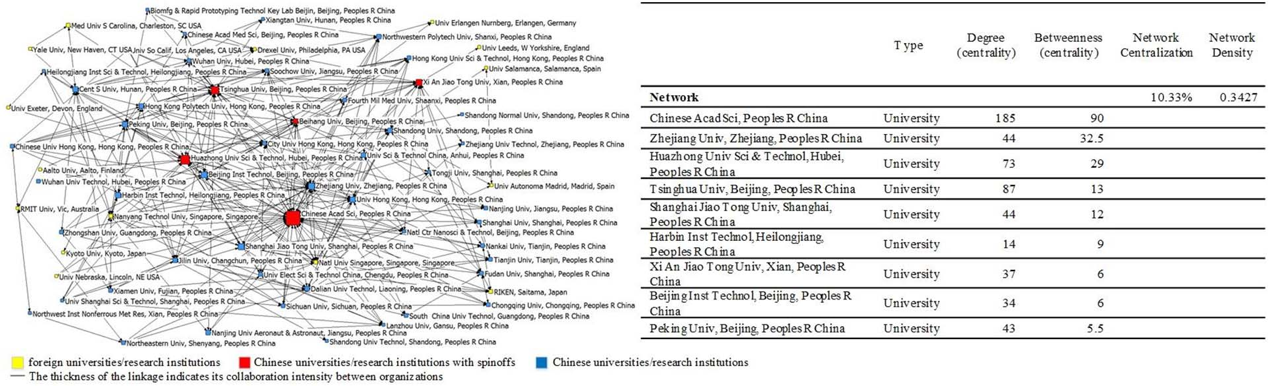 Biomfg & Rapid Prototyping Technol Key Lab Beijin, Beijing, Peoples R China
Xiangtan Univ, Hunan, Peoples R China
Univ Erlangen Nurnberg, Erlangen, Germany
Med Univ S Carolina, Charleston, SC USA
Chinese Acad Med Sci, Beijing, Peoples R China
Northwestern Polytech Univ, Shanxi, Peoples R China
Yale Univ, New Haven, CT USA
Univ So Calif, Los Angeles, CA USA
Drexel Univ, Philadelphia, PA USA
Univ Leeds, W Yorkshire, England
Wuhan Univ, Hubei, Peoples R China
Hong Kong Univ Sci & Technol, Hong Kong, Peoples R China
Heilongjiang Inst Sci & Technol, Heilongjiang, Peoples R China
Soochow Univ, Jiangsu, Peoples R China
Univ Salamanca, Salamanca, Spain
Cent S Univ, Hunan, Peoples R China
Tsinghua Univ, Beijing, Peoples R China
Xi An Jiao Tong Univ, Xian, Peoples R China
Univ Exeter, Devon, England
Hong Kong Polytech Univ, Hong Kong, Peoples R China
Fourth Mil Med Univ, Shaanxi, Peoples R China
Peking Univ, Beijing, Peoples R China
Beihang Univ, Beijing, Peoples R China
Shandong Normal Univ, Shandong, Peoples R China
Shandong Univ, Shandong, Peoples R China
Chinese Univ Hong Kong, Hong Kong, Peoples R China
City Univ Hong Kong, Hong Kong, Peoples R China
Zhejiang Univ Technol, Zhejiang, Peoples R China
Huazhong Univ Sci & Technol, Hubei, Peoples R China
Univ Sci & Technol China, Anhui, Peoples R China
Aalto Univ, Aalto, Finland
Beijing Inst Technol, Beijing, Peoples R China
Tongji Univ, Shanghai, Peoples R China
Wuhan Univ Technol, Hubei, Peoples R China
Zhejiang Univ, Zhejiang, Peoples R China
Univ Autonoma Madrid, Madrid, Spain
Harbin Inst Technol, Heilongjiang, Peoples R China
Univ Hong Kong, Hong Kong, Peoples R China
RMIT Univ, Vic, Australia
Nanyang Technol Univ, Singapore, Singapore
Chinese Acad Sci, Peoples R China
Nanjing Univ, Jiangsu, Peoples R China
Shanghai Univ, Shanghai, Peoples R China
Zhongshan Univ, Guangdong, Peoples R China
Natl Ctr Nanosci & Technol, Beijing, Peoples R China
Shanghai Jiao Tong Univ, Shanghai, Peoples R China
Nankai Univ, Tianjin, Peoples R China
Kyoto Univ, Kyoto, Japan
Jilin Univ, Changchun, Peoples R China
Natl Univ Singapore, Singapore, Singapore
Tianjin Univ, Tianjin, Peoples R China
Univ Nebraska, Lincoln, NE USA
Univ Elect Sci & Technol China, Chengdu, Peoples R China
Fudan Univ, Shanghai, Peoples R China
Xiamen Univ, Fujian, Peoples R China
Dalian Univ Technol, Liaoning, Peoples R China
RIKEN, Saitama, Japan
Univ Shanghai Sci & Technol, Shanghai, Peoples R China
Sichuan Univ, Sichuan, Peoples R China
Chongqing Univ, Chongqing, Peoples R China
Northwest Inst Nonferrous Met Res, Xian, Peoples R China
South China Univ Technol, Guangdong, Peoples R China
Lanzhou Univ, Gansu, Peoples R China
Nanjing Univ Aeronaut & Astronaut, Jiangsu, Peoples R China
Northeastern Univ, Shenyang, Peoples R China
Shandong Univ Technol, Shandong, Peoples R China
foreign universities/research institutions Chinese universities/research institutions with spinoffs Chinese universities/research institutions
The thickness of the linkage indicates its collaboration intensity between organizations
Type Degree (centrality) Betweenness (centrality) Network Centralization Network Density
Network 10.33% 0.3427
Chinese Acad Sci, Peoples R China University 185 90
Zhejiang Univ, Zhejiang, Peoples R China University 44 32.5
Huazhong Univ Sci & Technol, Hubei,
Peoples R China University 73 29
Tsinghua Univ, Beijing, Peoples R China University 87 13
Shanghai Jiao Tong Univ, Shanghai,
Peoples R China University 44 12
Harbin Inst Technol, Heilongjiang,
Peoples R China University 14 9
Xi An Jiao Tong Univ, Xian, Peoples R
China University 37 6
Beijing Inst Technol, Beijing, Peoples R
China University 34 6
Peking Univ, Beijing, Peoples R China University 43 5.5